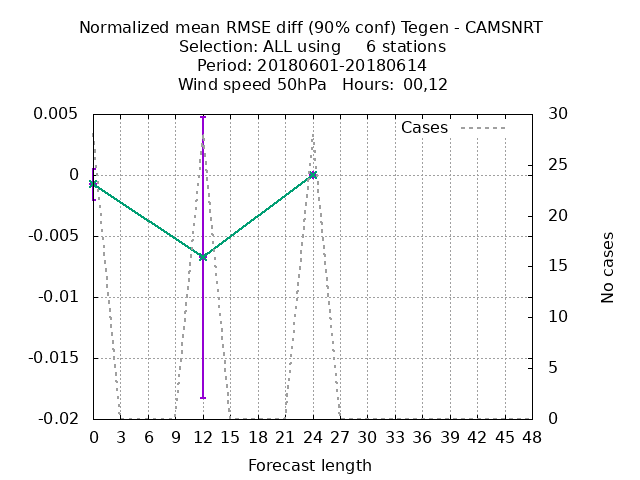 Normalized mean RMSE diff (90% conf) Tegen - CAMSNRT
Selection: ALL using     6 stations
Period: 20180601-20180614
Wind speed 50hPa   Hours:  00,12
0.005
0
-0.005
-0.01
-0.015
-0.02
Cases
30
25
20
15
10
5
0
No cases
0 3 6 9 12 15 18 21 24 27 30 33 36 39 42 45 48
Forecast length